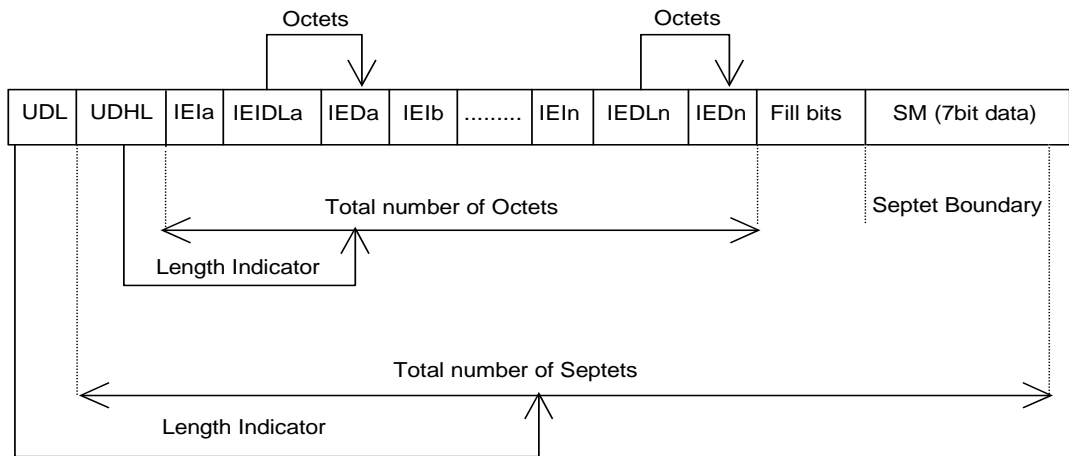 Octets Octets
UDL UDHL IEIa IEIDLa IEDa IEIb ......... IEIn IEDLn IEDn Fill bits SM (7bit data)
Total number of Octets
Septet Boundary
Length Indicator
Total number of Septets
Length Indicator